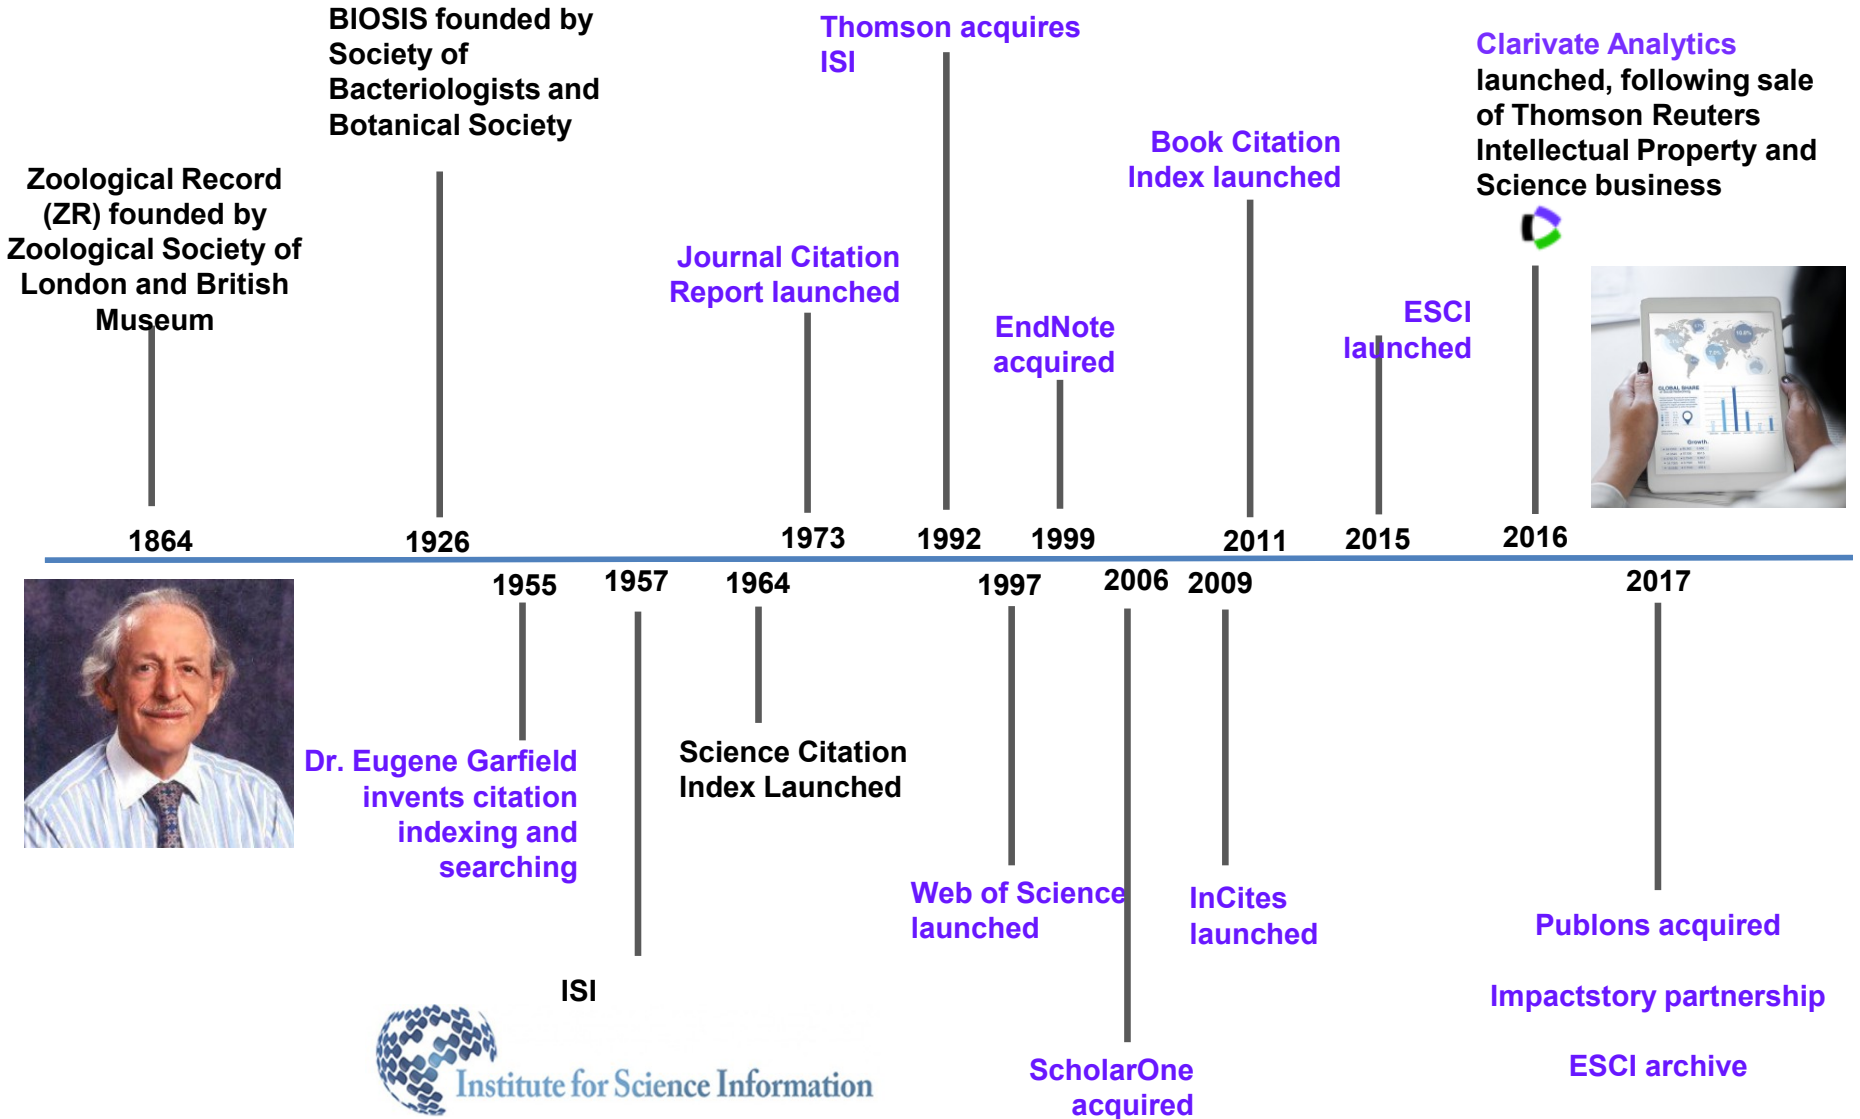 BIOSIS founded by
Society of
Bacteriologists and
Botanical Society
Thomson acquires
ISI
Clarivate Analytics
launched, following sale
of Thomson Reuters
Intellectual Property and
Science business
Book Citation
Index launched
Zoological Record
(ZR) founded by
Zoological Society of
London and British
Museum
Journal Citation
Report launched
EndNote
acquired
ESCI
launched
GLOBAL SHARE
Growth.
1864
1926
1973
1992
1999
2011
2015
2016
1955
1957
1964
1997
2006
2009
2017
Dr. Eugene Garfield
invents citation
indexing and
searching
Science Citation
Index Launched
Web of Science
launched
InCites
launched
Publons acquired
Impactstory partnership
ESCI archive
ISI
Institute for Science Information
ScholarOne
acquired